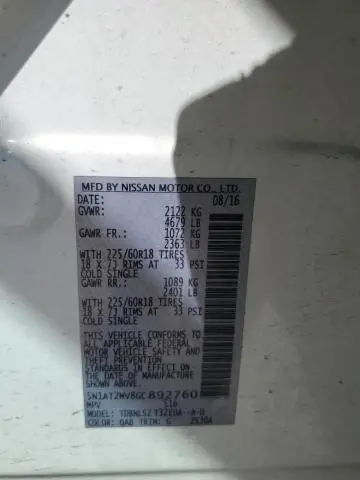 MFD BY NISSAN MOTOR CO., LTD.
DATE: 08/16
GVWR: 2122 KG
4679 LB
GAWR FR.: 1072 KG
2363 LB
WITH 225/60R18 TIRES
18 X 7J RIMS AT 33 PSI
COLD SINGLE
GAWR RR.: 1089 KG
2401 LB
WITH 225/60R18 TIRES
18 X 7J RIMS AT 33 PSI
COLD SINGLE
THIS VEHICLE CONFORMS TO
ALL APPLICABLE FEDERAL
MOTOR VEHICLE SAFETY AND
THEFT PREVENTION
STANDARDS IN EFFECT ON
THE DATE OF MANUFACTURE
SHOWN ABOVE.
5N1AT2MV8GC892760
MPV S16
MODEL:
COLOR: QAB TRIM: G 2530A